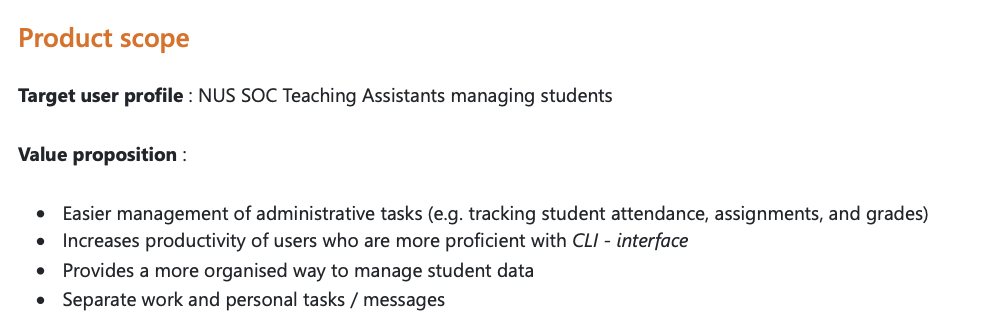 Product scope
Target user profile : NUS SOC Teaching Assistants managing students
Value proposition :
• Easier management of administrative tasks (e.g. tracking student attendance, assignments, and grades)
• Increases productivity of users who are more proficient with CLI - interface
• Provides a more organised way to manage student data
• Separate work and personal tasks / messages